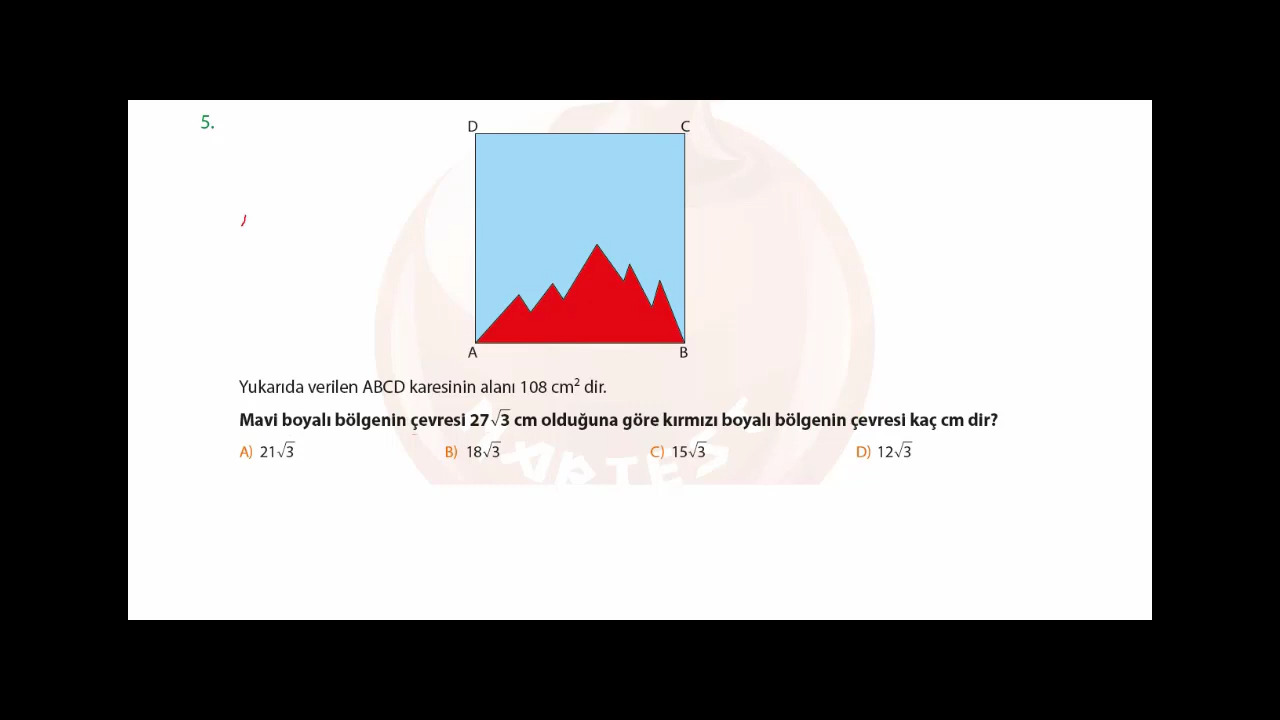 5.
D C
A B
Yukarıda verilen ABCD karesinin alanı 108 cm² dir.
Mavi boyalı bölgenin çevresi 27√3 cm olduğuna göre kırmızı boyalı bölgenin çevresi kaç cm dir?
A) 21√3 B) 18√3 C) 15√3 D) 12√3